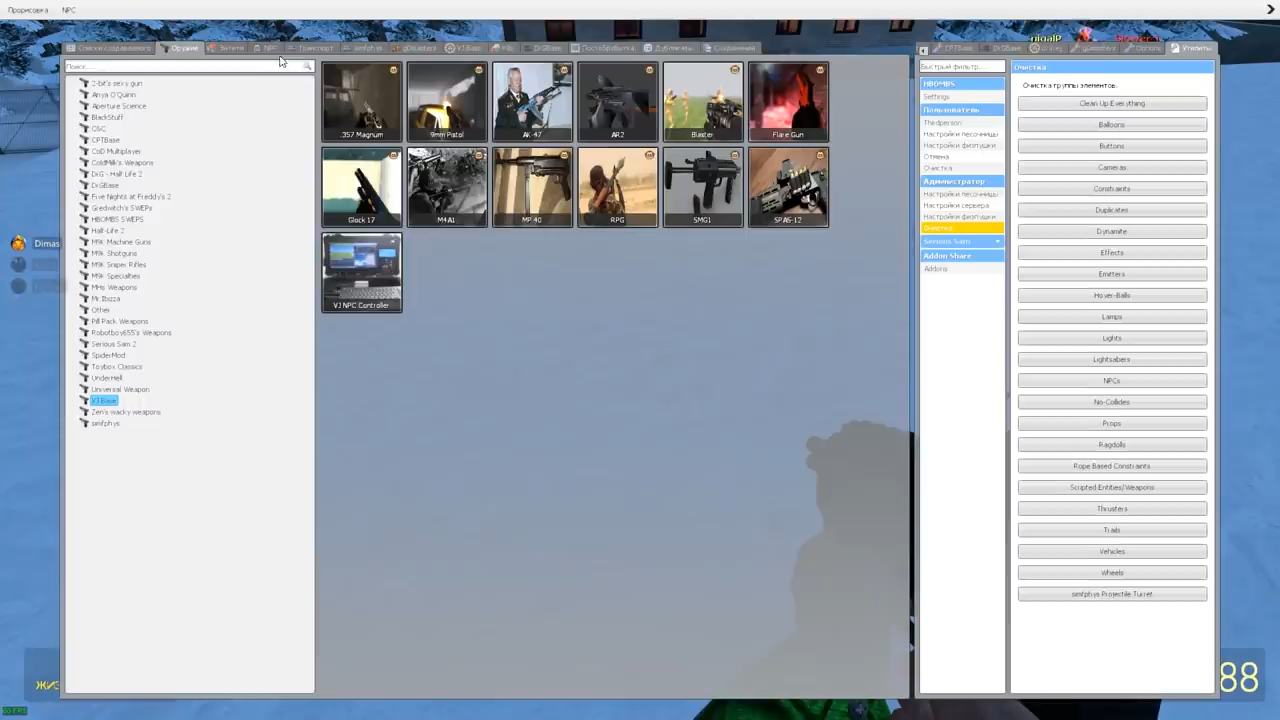 Прорисовка NPC
Списки создаваемого Оружие Энтити NPC Транспорт simfphys gDisasters VJ Base DrGBase Постобработка Дубликаты Сохранения
CPTBase DrGBase gDisasters Options Утилиты
Поиск...
2-bit's sexy gun
Anya O'Quinn
Aperture Science
BlackStuff
CPTBase
CoD Multiplayer
ColdMilk's Weapons
DrG - Half Life 2
DrGBase
Five Nights at Freddy's 2
Gredwitch's SWEPs
HBOMBS SWEPS
Half-Life 2
M9K Machine Guns
M9K Shotguns
M9K Sniper Rifles
M9K Specialties
MHs Weapons
Mr. Ibizza
Other
Pill Pack Weapons
Robotboy655's Weapons
Serious Sam 2
SpiderMod
Toybox Classics
UnderHell
Universal Weapon
VJ Base
Zen's wacky weapons
simfphys
.357 Magnum
9mm Pistol
AK-47
AR2
Blaster
Flare Gun
Glock 17
M4A1
MP 40
RPG
SMG1
SPAS-12
VJ NPC Controller
Быстрый фильтр...
HBOMBS
Settings
Пользователь
Thirdperson
Настройки песочницы
Настройки физпушки
Отмена
Очистка
Администратор
Настройки песочницы
Настройки сервера
Настройки физпушки
Очистка
Serious Sam
Addon Share
Addons
Очистка
Очистка группы элементов.
Clean Up Everything
Balloons
Buttons
Cameras
Constraints
Duplicates
Dynamite
Effects
Emitters
Hover-Balls
Lamps
Lights
Lightsabers
NPCs
No-Collides
Props
Ragdolls
Rope Based Constraints
Scripted Entities/Weapons
Thrusters
Trails
Vehicles
Wheels
simfphys Projectile Turret
Dimas
жиз
88